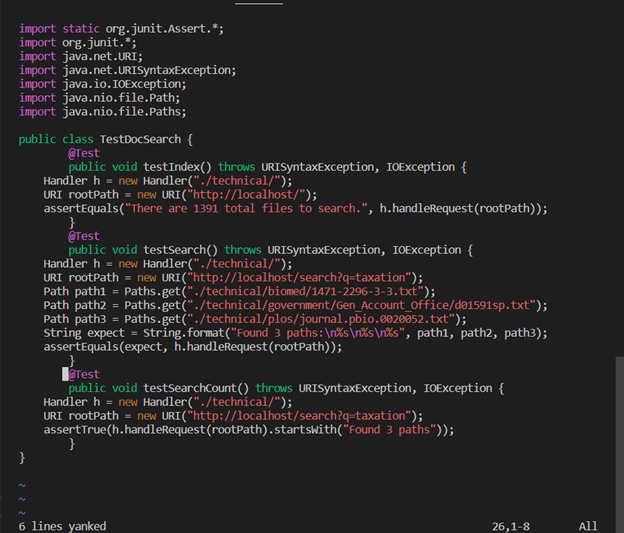 import static org.junit.Assert.*;
import org.junit.*;
import java.net.URI;
import java.net.URISyntaxException;
import java.io.IOException;
import java.nio.file.Path;
import java.nio.file.Paths;

public class TestDocSearch {
        @Test
        public void testIndex() throws URISyntaxException, IOException {
    Handler h = new Handler("./technical/");
    URI rootPath = new URI("http://localhost/");
    assertEquals("There are 1391 total files to search.", h.handleRequest(rootPath));
        }
        @Test
        public void testSearch() throws URISyntaxException, IOException {
    Handler h = new Handler("./technical/");
    URI rootPath = new URI("http://localhost/search?q=taxation");
    Path path1 = Paths.get("./technical/biomed/1471-2296-3-3.txt");
    Path path2 = Paths.get("./technical/government/Gen_Account_Office/d01591sp.txt");
    Path path3 = Paths.get("./technical/plos/journal.pbio.0020052.txt");
    String expect = String.format("Found 3 paths:\n%s\n%s\n%s", path1, path2, path3);
    assertEquals(expect, h.handleRequest(rootPath));
        }
        @Test
        public void testSearchCount() throws URISyntaxException, IOException {
    Handler h = new Handler("./technical/");
    URI rootPath = new URI("http://localhost/search?q=taxation");
    assertTrue(h.handleRequest(rootPath).startsWith("Found 3 paths"));
        }
}
~
~
~
6 lines yanked 26,1-8 All